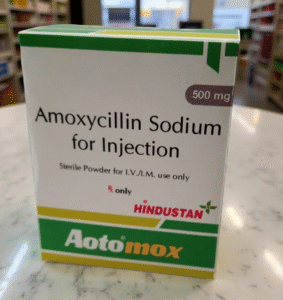 500 mg
Amoxycillin Sodium
for Injection
Sterile Powder for I.V./I.M. use only
℞ only
HINDUSTAN
Aotomox